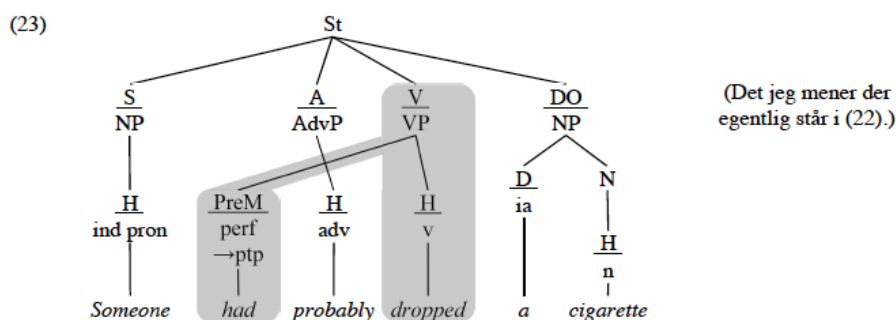 (23)
St
S A V DO
NP AdvP VP NP
(Det jeg mener der
egentlig står i (22).)
D N
ia
H PreM H H
ind pron perf adv v
→ptp
H
n
Someone had probably dropped a cigarette